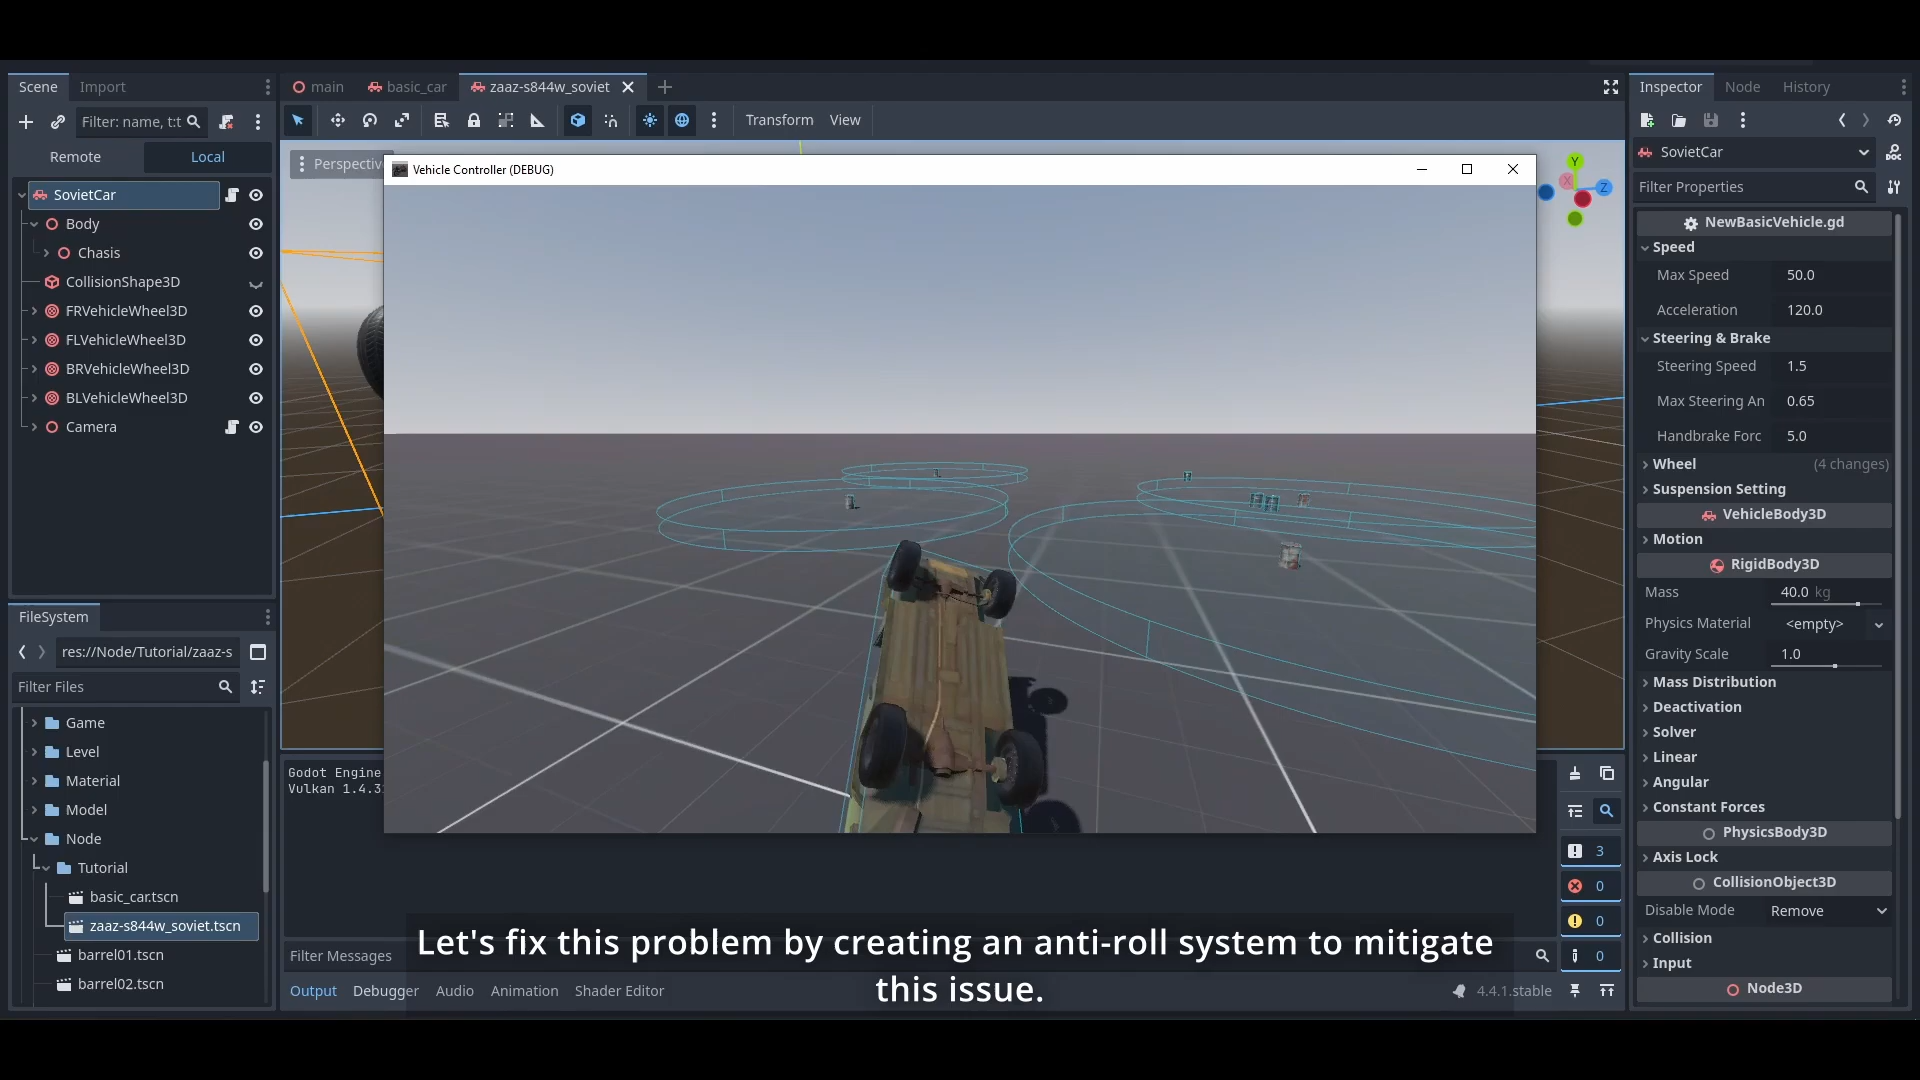 Scene
Import
main
basic_car
zaaz-s844w_soviet
Inspector
Node
History
Filter: name, t:t
Transform
View
Remote
Local
Perspectiv
Vehicle Controller (DEBUG)
Y
X
Z
SovietCar
Filter Properties
SovietCar
Body
Chasis
CollisionShape3D
FRVehicleWheel3D
FLVehicleWheel3D
BRVehicleWheel3D
BLVehicleWheel3D
Camera
NewBasicVehicle.gd
Speed
Max Speed 50.0
Acceleration 120.0
Steering & Brake
Steering Speed 1.5
Max Steering An 0.65
Handbrake Forc 5.0
Wheel (4 changes)
Suspension Setting
VehicleBody3D
Motion
RigidBody3D
Mass 40.0 kg
Physics Material <empty>
Gravity Scale 1.0
Mass Distribution
Deactivation
Solver
Linear
Angular
Constant Forces
PhysicsBody3D
Axis Lock
CollisionObject3D
Disable Mode Remove
Collision
Input
Node3D
FileSystem
res://Node/Tutorial/zaaz-s
Filter Files
Game
Level
Material
Model
Node
Tutorial
basic_car.tscn
zaaz-s844w_soviet.tscn
barrel01.tscn
barrel02.tscn
Godot Engine
Vulkan 1.4.3
3
0
0
0
Filter Messages
Output
Debugger
Audio
Animation
Shader Editor
4.4.1.stable
Let's fix this problem by creating an anti-roll system to mitigate
this issue.